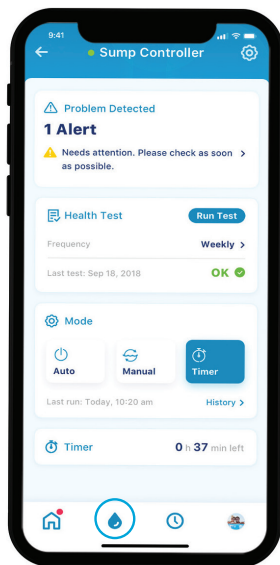 9:41
Sump Controller
Problem Detected
1 Alert
Needs attention. Please check as soon
as possible.
Health Test
Run Test
Frequency
Weekly
Last test: Sep 18, 2018
OK
Mode
Auto
Manual
Timer
Last run: Today, 10:20 am
History
Timer
0 h 37 min left